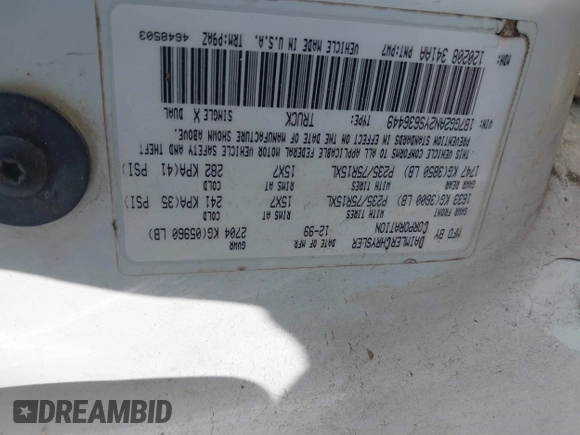 MFD BY DAIMLERCHRYSLER CORPORATION
DATE OF MFR 12-99
GVWR 2704 KG(05960 LB)
GAWR FRONT 1633 KG(3600 LB)
WITH TIRES P235/75R15XL
RIMS AT 15X7
241 KPA(35 PSI)
GAWR REAR 1747 KG(3850 LB)
WITH TIRES P235/75R15XL
RIMS AT 15X7
282 KPA(41 PSI)
THIS VEHICLE CONFORMS TO ALL APPLICABLE FEDERAL MOTOR VEHICLE SAFETY AND THEFT
PREVENTION STANDARDS IN EFFECT ON THE DATE OF MANUFACTURE SHOWN ABOVE.
VIN: 1B7GG2AN2YS636449 TYPE: TRUCK SINGLE X DUAL
MDH: 120208 341AA PNT: PW7 VEHICLE MADE IN U.S.A. TRM: P9AZ 4648503
DREAMBID